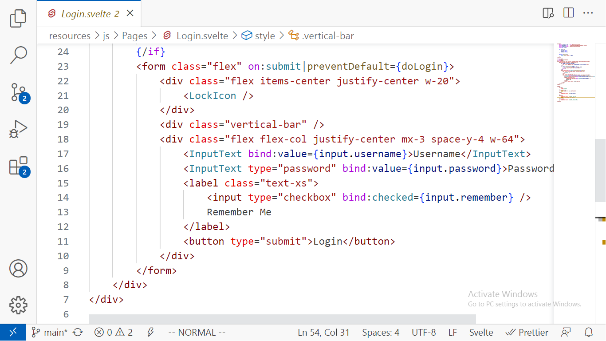 Login.svelte 2
resources > js > Pages > Login.svelte > style > .vertical-bar
24 {/if}
23 <form class="flex" on:submit|preventDefault={doLogin}>
22 <div class="flex items-center justify-center w-20">
21 <LockIcon />
20 </div>
19 <div class="vertical-bar" />
18 <div class="flex flex-col justify-center mx-3 space-y-4 w-64">
17 <InputText bind:value={input.username}>Username</InputText>
16 <InputText type="password" bind:value={input.password}>Password
15 <label class="text-xs">
14 <input type="checkbox" bind:checked={input.remember} />
13 Remember Me
12 </label>
11 <button type="submit">Login</button>
10 </div>
9 </form>
8 </div>
7 </div>
6
2
2
Activate Windows
Go to PC settings to activate Windows.
main* 0 2 -- NORMAL -- Ln 54, Col 31 Spaces: 4 UTF-8 LF Svelte Prettier